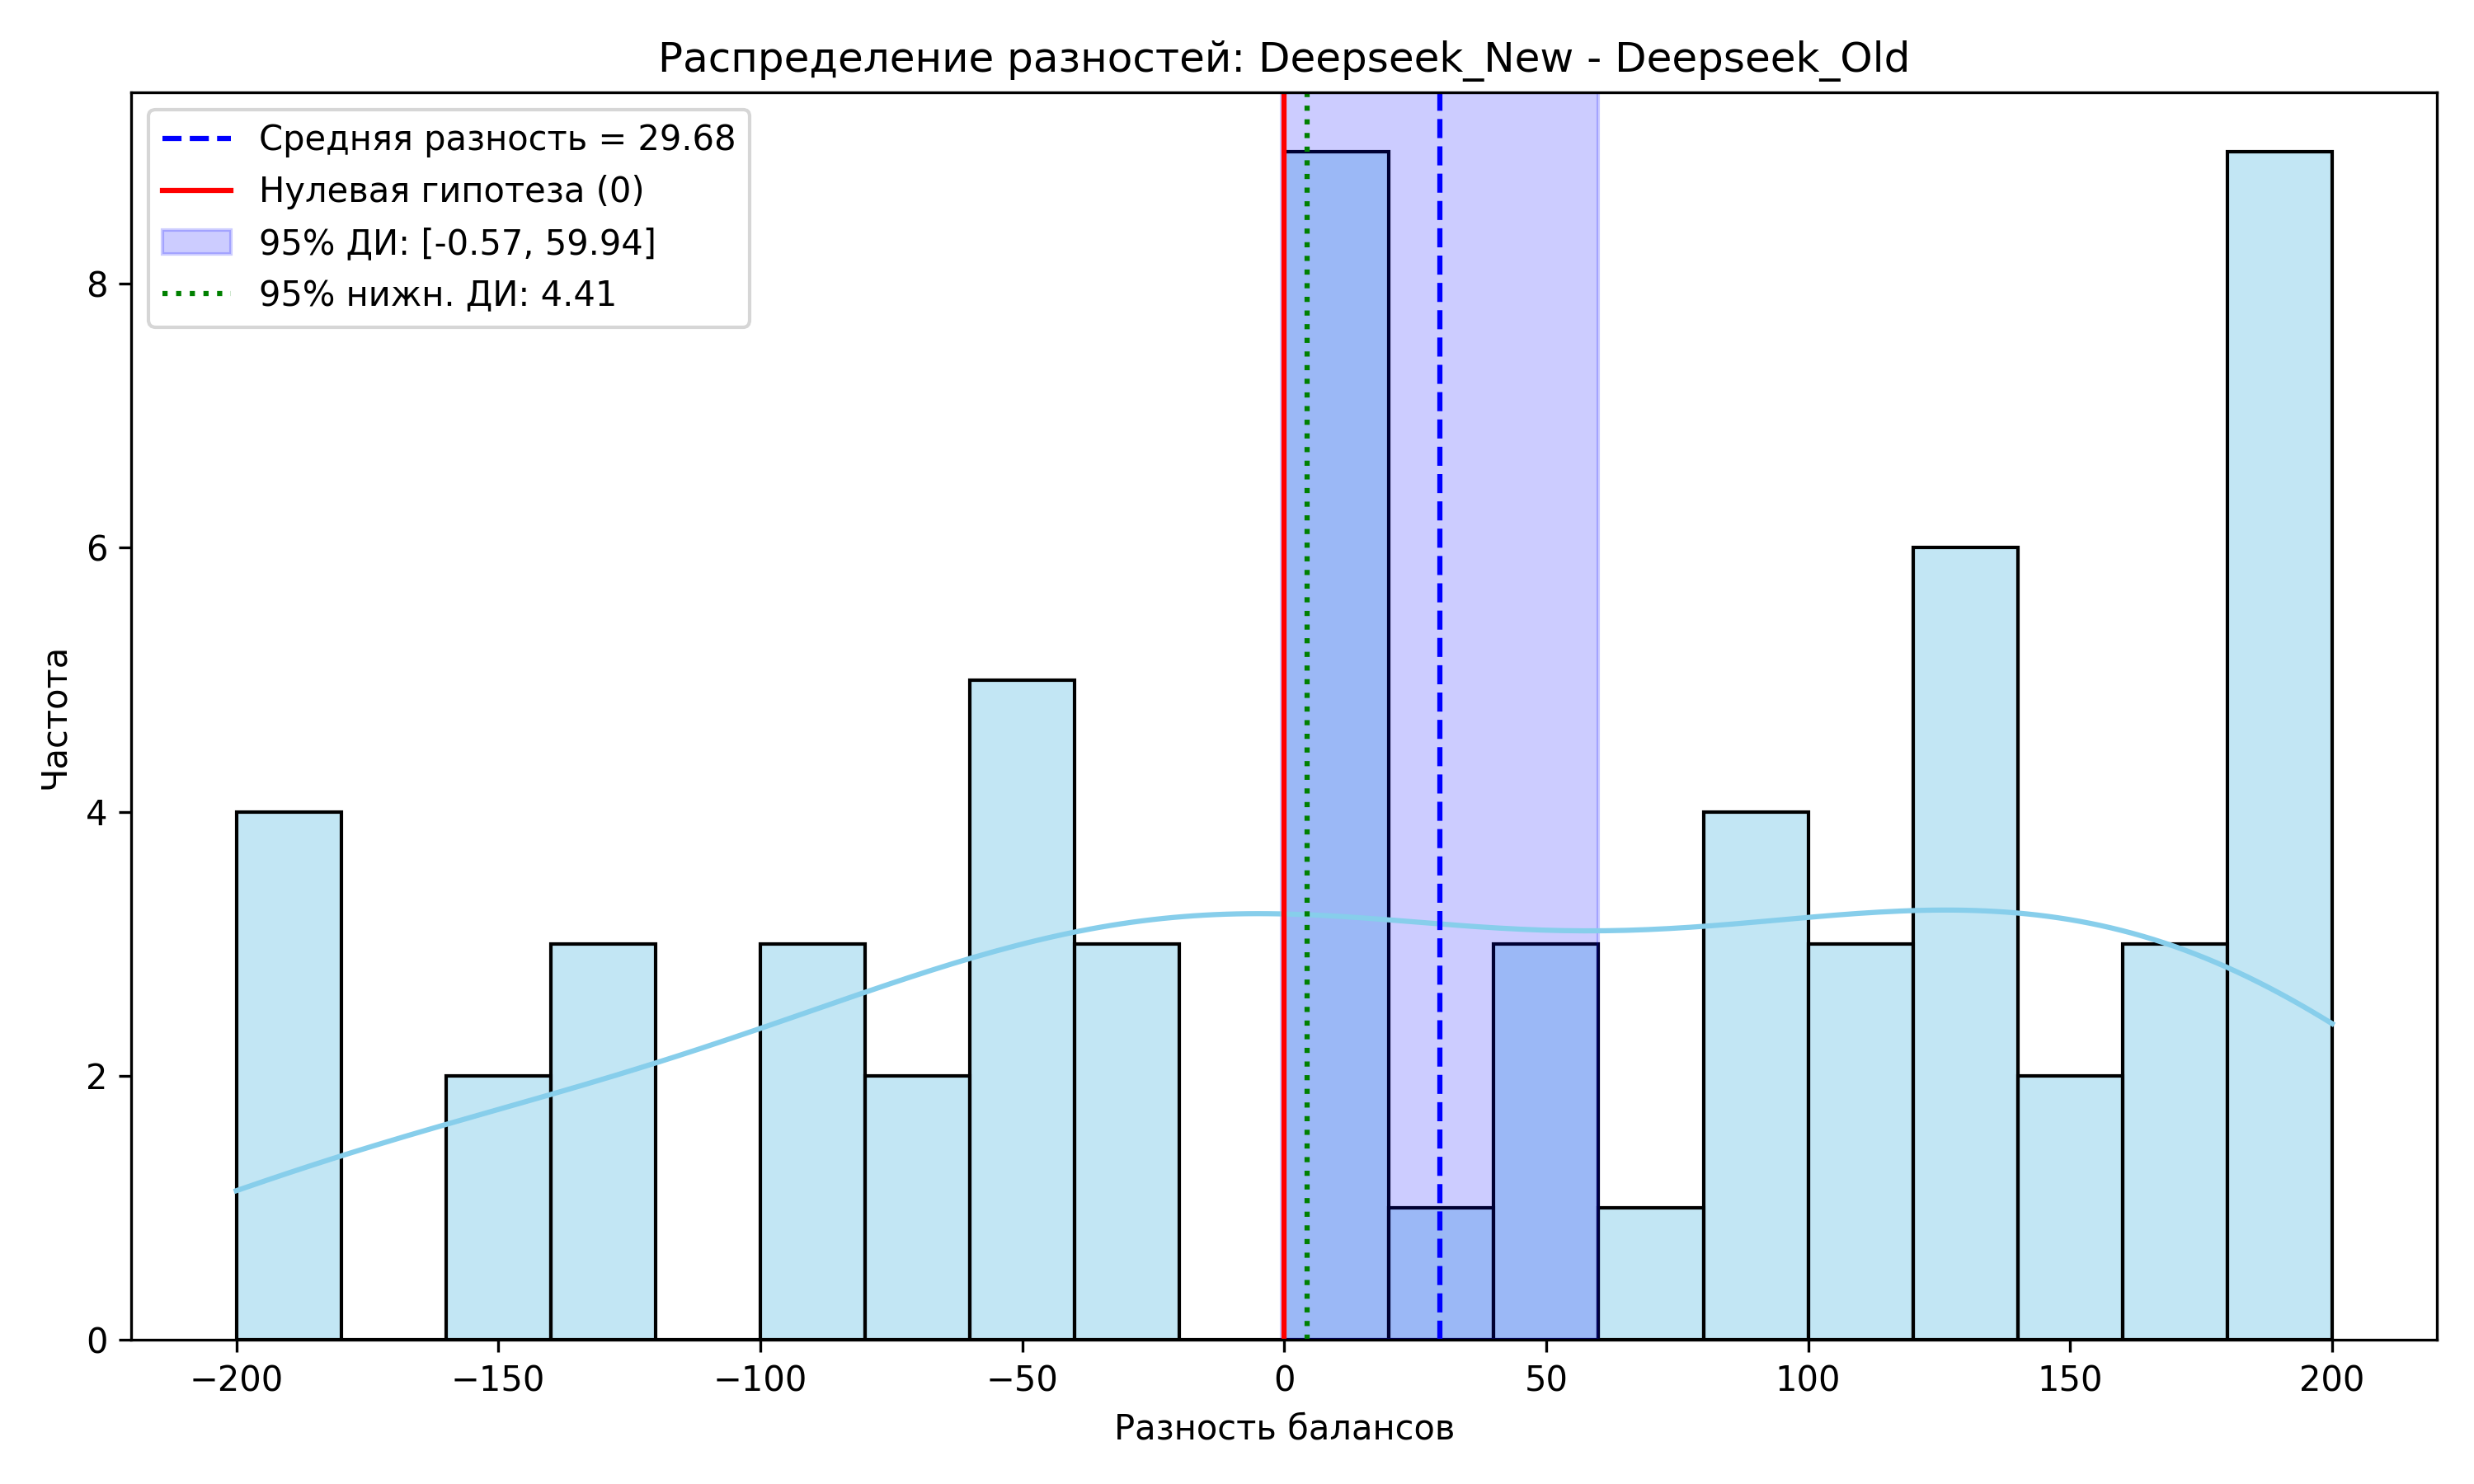 Распределение разностей: Deepseek_New - Deepseek_Old
Средняя разность = 29.68
Нулевая гипотеза (0)
95% ДИ: [-0.57, 59.94]
95% нижн. ДИ: 4.41
Частота
8
6
4
2
0
−200 −150 −100 −50 0 50 100 150 200
Разность балансов